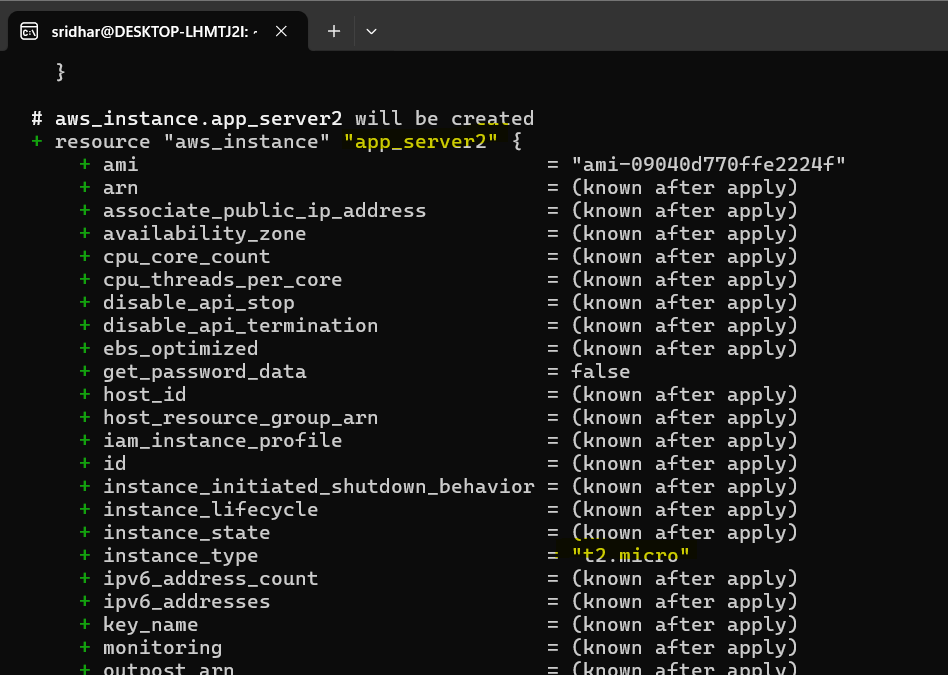 sridhar@DESKTOP-LHMTJ2I: ~
}
# aws_instance.app_server2 will be created
+ resource "aws_instance" "app_server2" {
+ ami = "ami-09040d770ffe2224f"
+ arn = (known after apply)
+ associate_public_ip_address = (known after apply)
+ availability_zone = (known after apply)
+ cpu_core_count = (known after apply)
+ cpu_threads_per_core = (known after apply)
+ disable_api_stop = (known after apply)
+ disable_api_termination = (known after apply)
+ ebs_optimized = (known after apply)
+ get_password_data = false
+ host_id = (known after apply)
+ host_resource_group_arn = (known after apply)
+ iam_instance_profile = (known after apply)
+ id = (known after apply)
+ instance_initiated_shutdown_behavior = (known after apply)
+ instance_lifecycle = (known after apply)
+ instance_state = (known after apply)
+ instance_type = "t2.micro"
+ ipv6_address_count = (known after apply)
+ ipv6_addresses = (known after apply)
+ key_name = (known after apply)
+ monitoring = (known after apply)
+ outpost_arn = (known after apply)